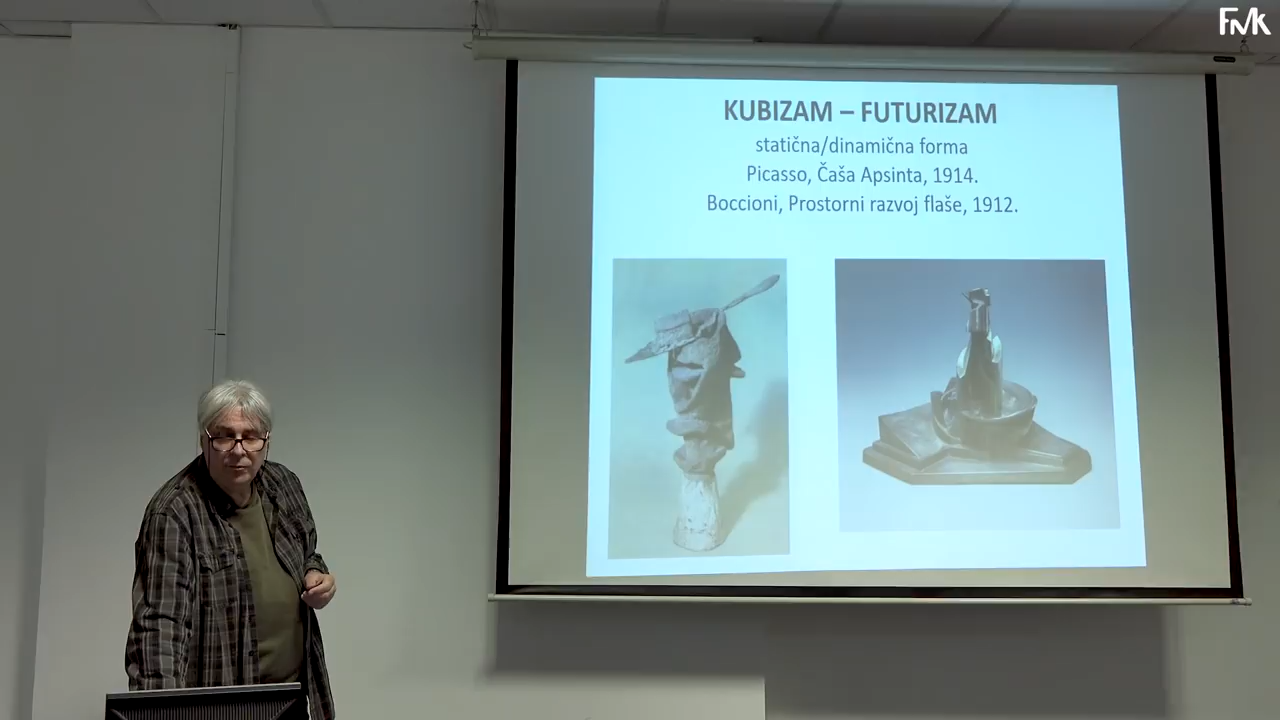 FMK
KUBIZAM – FUTURIZAM
statična/dinamična forma
Picasso, Čaša Apsinta, 1914.
Boccioni, Prostorni razvoj flaše, 1912.